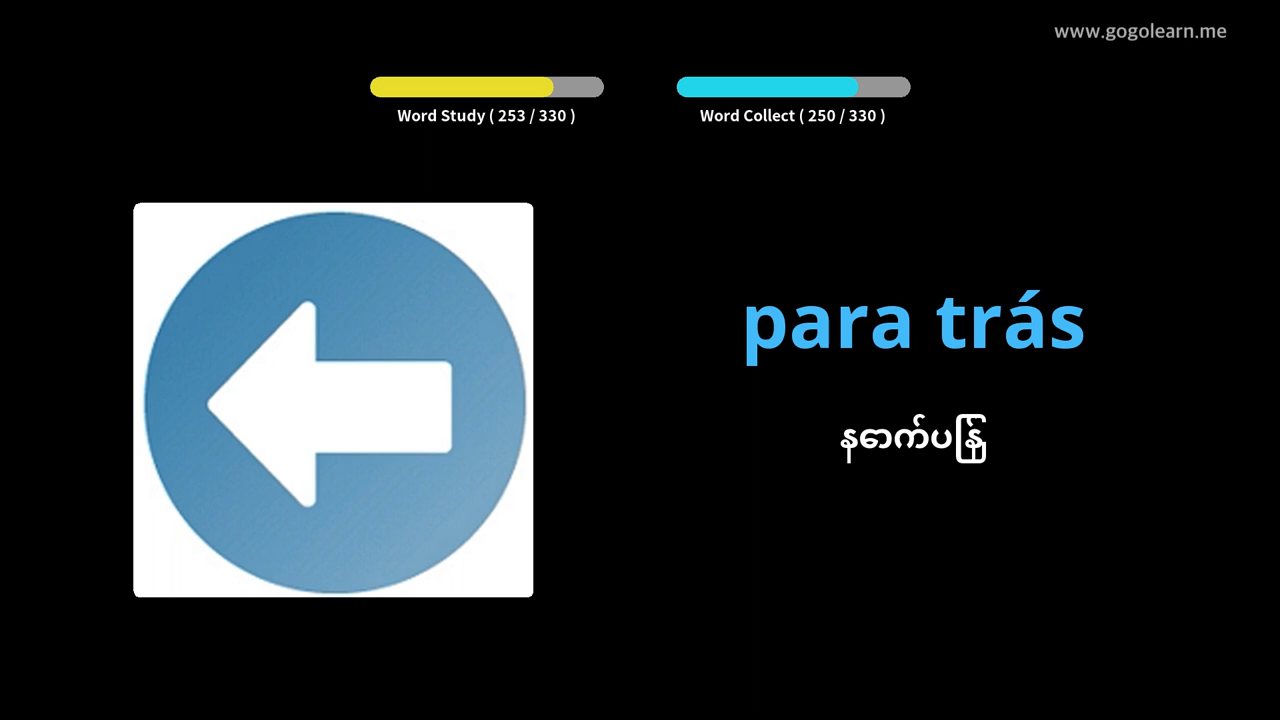 www.gogolearn.me
Word Study ( 253 / 330 )
Word Collect ( 250 / 330 )
para trás
နောက်ပြန်